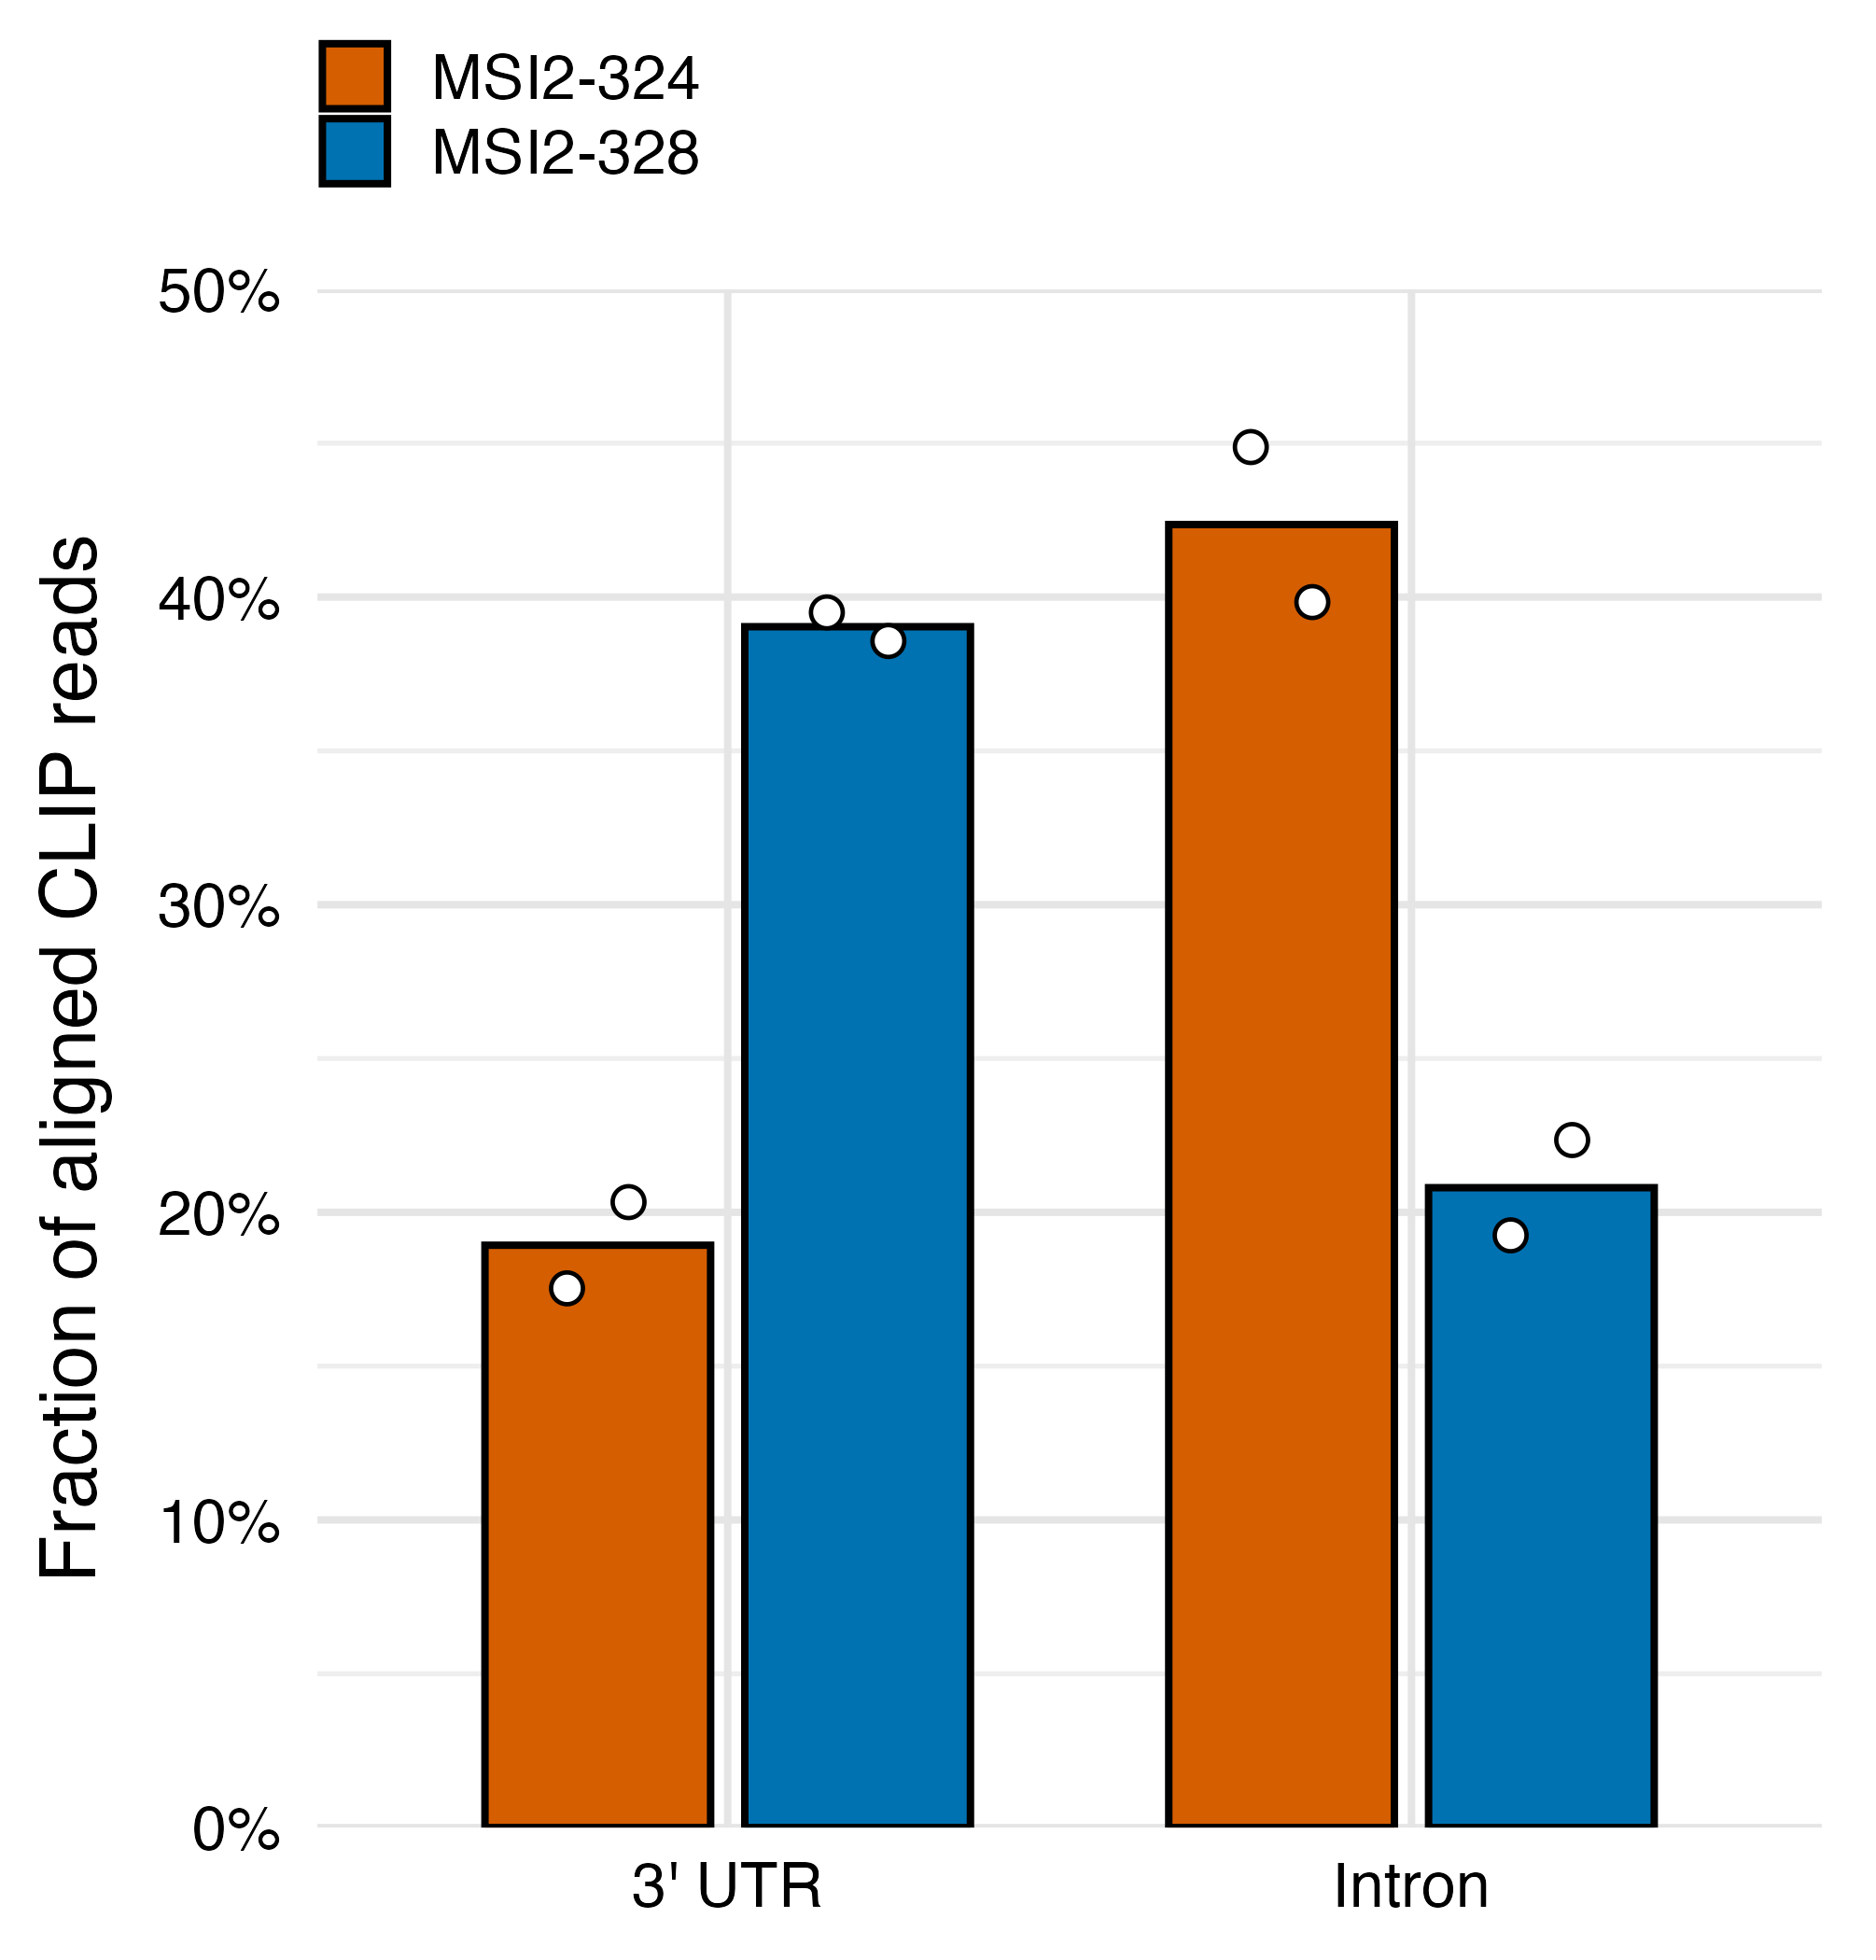 MSI2-324
MSI2-328
50%
40%
30%
20%
10%
0%
Fraction of aligned CLIP reads
3' UTR
Intron